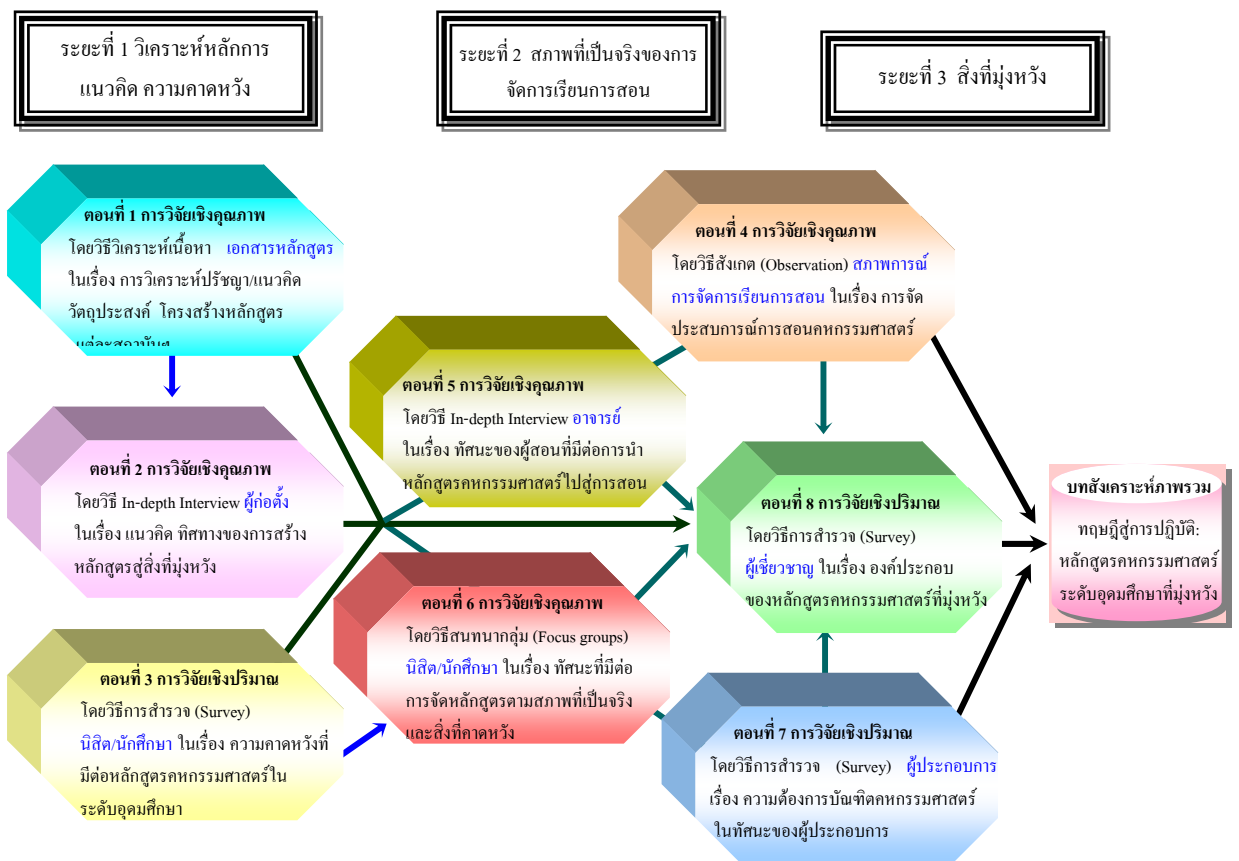 ระยะที่ 1 วิเคราะห์หลักการ
แนวคิด ความคาดหวัง
ระยะที่ 2 สภาพที่เป็นจริงของการ
จัดการเรียนการสอน
ระยะที่ 3 สิ่งที่มุ่งหวัง
ตอนที่ 1 การวิจัยเชิงคุณภาพ
โดยวิธีวิเคราะห์เนื้อหา เอกสารหลักสูตร
ในเรื่อง การวิเคราะห์ปรัชญา/แนวคิด
วัตถุประสงค์ โครงสร้างหลักสูตร
แต่ละสถาบันฯ
ตอนที่ 2 การวิจัยเชิงคุณภาพ
โดยวิธี In-depth Interview ผู้ก่อตั้ง
ในเรื่อง แนวคิด ทิศทางของการสร้าง
หลักสูตรสู่สิ่งที่มุ่งหวัง
ตอนที่ 3 การวิจัยเชิงปริมาณ
โดยวิธีการสำรวจ (Survey)
นิสิต/นักศึกษา ในเรื่อง ความคาดหวังที่
มีต่อหลักสูตรคหกรรมศาสตร์ใน
ระดับอุดมศึกษา
ตอนที่ 4 การวิจัยเชิงคุณภาพ
โดยวิธีสังเกต (Observation) สภาพการณ์
การจัดการเรียนการสอน ในเรื่อง การจัด
ประสบการณ์การสอนคหกรรมศาสตร์
ตอนที่ 5 การวิจัยเชิงคุณภาพ
โดยวิธี In-depth Interview อาจารย์
ในเรื่อง ทัศนะของผู้สอนที่มีต่อการนำ
หลักสูตรคหกรรมศาสตร์ไปสู่การสอน
ตอนที่ 6 การวิจัยเชิงคุณภาพ
โดยวิธีสนทนากลุ่ม (Focus groups)
นิสิต/นักศึกษา ในเรื่อง ทัศนะที่มีต่อ
การจัดหลักสูตรตามสภาพที่เป็นจริง
และสิ่งที่คาดหวัง
ตอนที่ 7 การวิจัยเชิงปริมาณ
โดยวิธีการสำรวจ (Survey) ผู้ประกอบการ
เรื่อง ความต้องการบัณฑิตคหกรรมศาสตร์
ในทัศนะของผู้ประกอบการ
ตอนที่ 8 การวิจัยเชิงปริมาณ
โดยวิธีการสำรวจ (Survey)
ผู้เชี่ยวชาญ ในเรื่อง องค์ประกอบ
ของหลักสูตรคหกรรมศาสตร์ที่มุ่งหวัง
บทสังเคราะห์ภาพรวม
ทฤษฎีสู่การปฏิบัติ:
หลักสูตรคหกรรมศาสตร์
ระดับอุดมศึกษาที่มุ่งหวัง